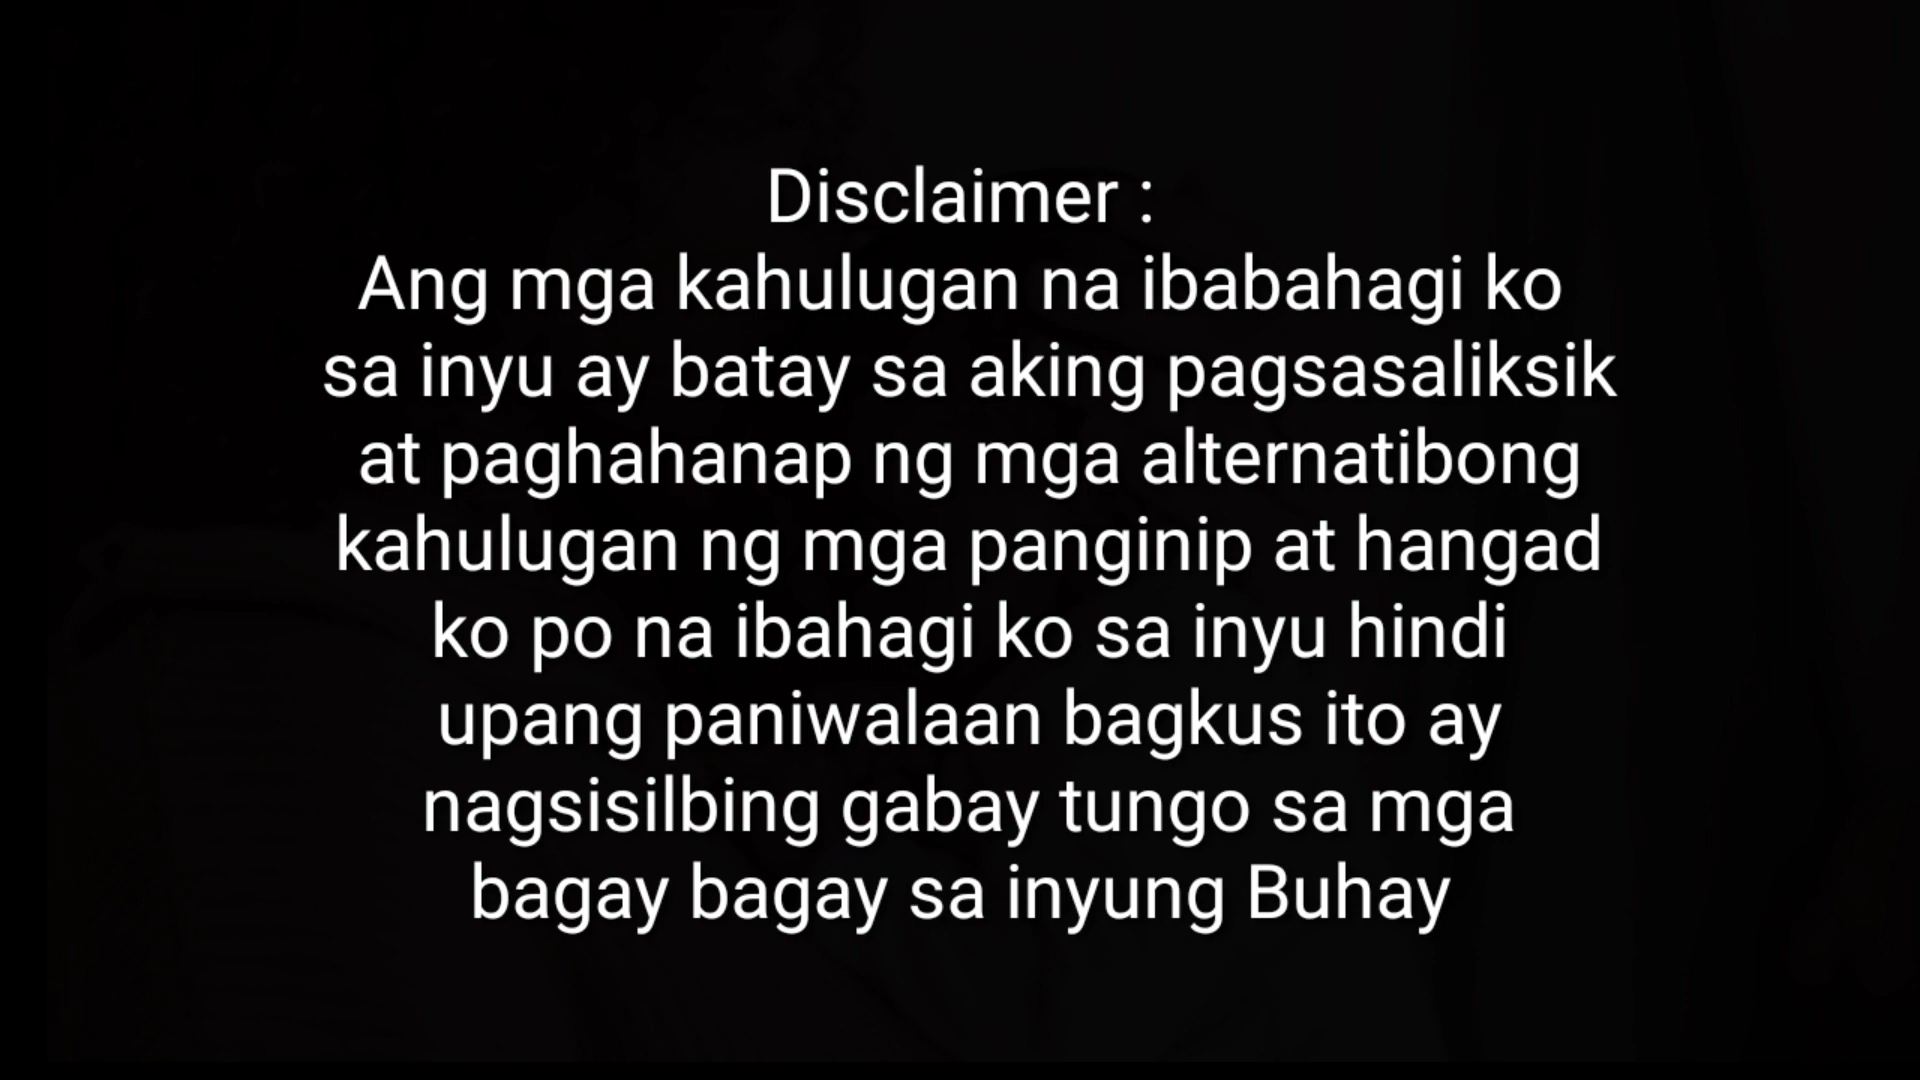 Disclaimer :
Ang mga kahulugan na ibabahagi ko
sa inyu ay batay sa aking pagsasaliksik
at paghahanap ng mga alternatibong
kahulugan ng mga panginip at hangad
ko po na ibahagi ko sa inyu hindi
upang paniwalaan bagkus ito ay
nagsisilbing gabay tungo sa mga
bagay bagay sa inyung Buhay